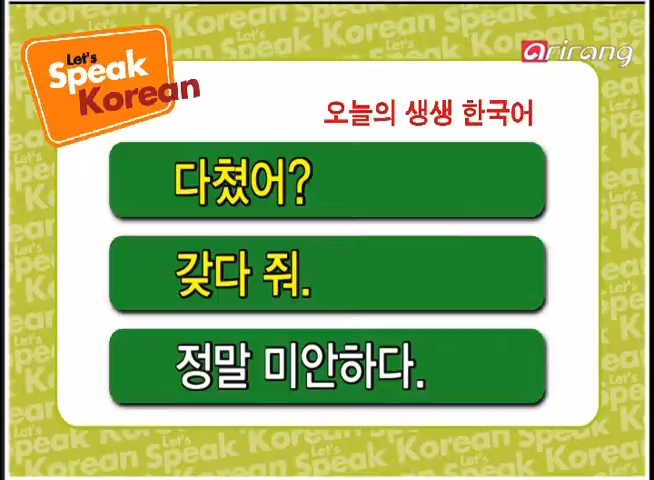 Let's
Speak
Korean
arirang
오늘의 생생 한국어
다쳤어?
갖다 줘.
정말 미안하다.